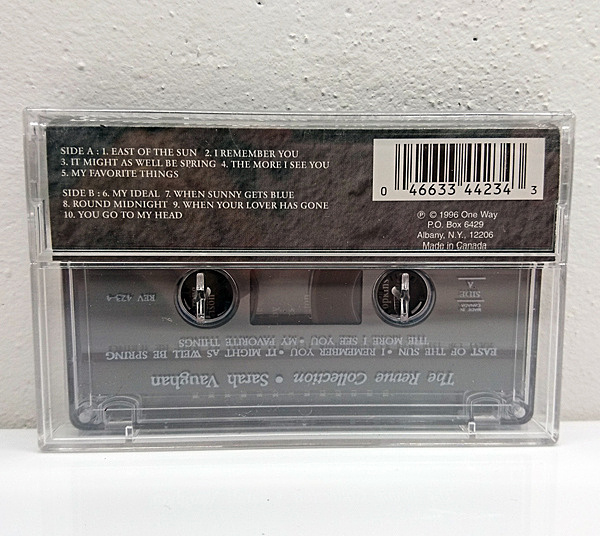 SIDE A : 1. EAST OF THE SUN 2. I REMEMBER YOU
3. IT MIGHT AS WELL BE SPRING 4. THE MORE I SEE YOU
5. MY FAVORITE THINGS
SIDE B : 6. MY IDEAL 7. WHEN SUNNY GETS BLUE
8. ROUND MIDNIGHT 9. WHEN YOUR LOVER HAS GONE
10. YOU GO TO MY HEAD
0 46633 44234 3
℗ © 1996 One Way
P.O. Box 6429
Albany, N.Y., 12206
Made in Canada
The Revue Collection • Sarah Vaughan
EAST OF THE SUN • I REMEMBER YOU • IT MIGHT AS WELL BE SPRING
THE MORE I SEE YOU • MY FAVORITE THINGS
SIDE
A
MADE IN
CANADA
REV 423-4